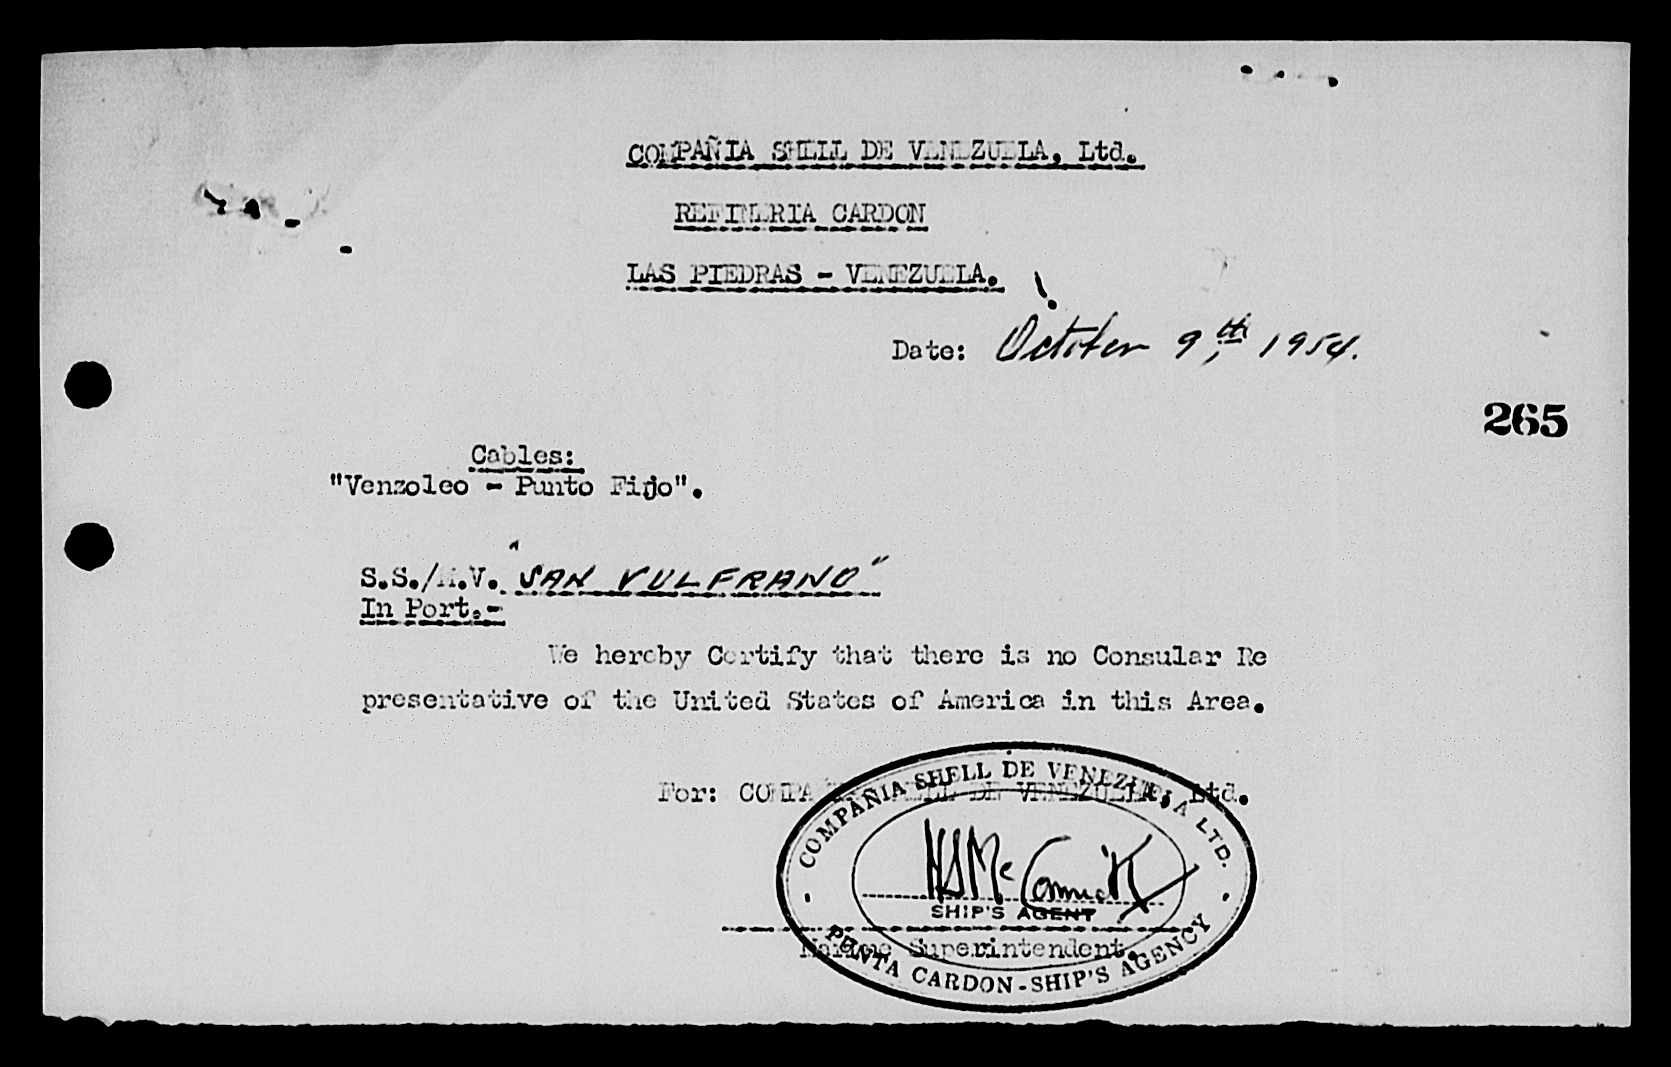 COMPAÑIA SHELL DE VENEZUELA, Ltd.
REFINERIA CARDON
LAS PIEDRAS - VENEZUELA.
Date: October 9th, 1954.
265
Cables:
"Venzoleo - Punto Fijo".
S.S./M.V. "SAN VULFRANO"
In Port.-
We hereby Certify that there is no Consular Re
presentative of the United States of America in this Area.
For: COMPAÑIA SHELL DE VENEZUELA, Ltd.
COMPAÑIA SHELL DE VENEZUELA LTD.
SHIP'S AGENT
Marine Superintendent.
PUNTA CARDON - SHIP'S AGENCY